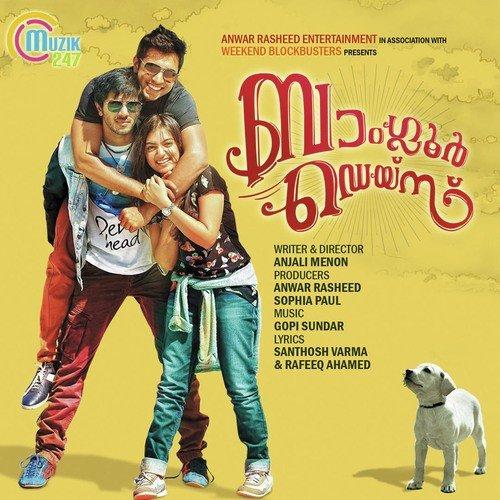 MUZIK
247
ANWAR RASHEED ENTERTAINMENT IN ASSOCIATION WITH
WEEKEND BLOCKBUSTERS PRESENTS
ബാംഗ്ലൂർ
ഡെയ്സ്
WRITER & DIRECTOR
ANJALI MENON
PRODUCERS
ANWAR RASHEED
SOPHIA PAUL
MUSIC
GOPI SUNDAR
LYRICS
SANTHOSH VARMA
& RAFEEQ AHAMED
head